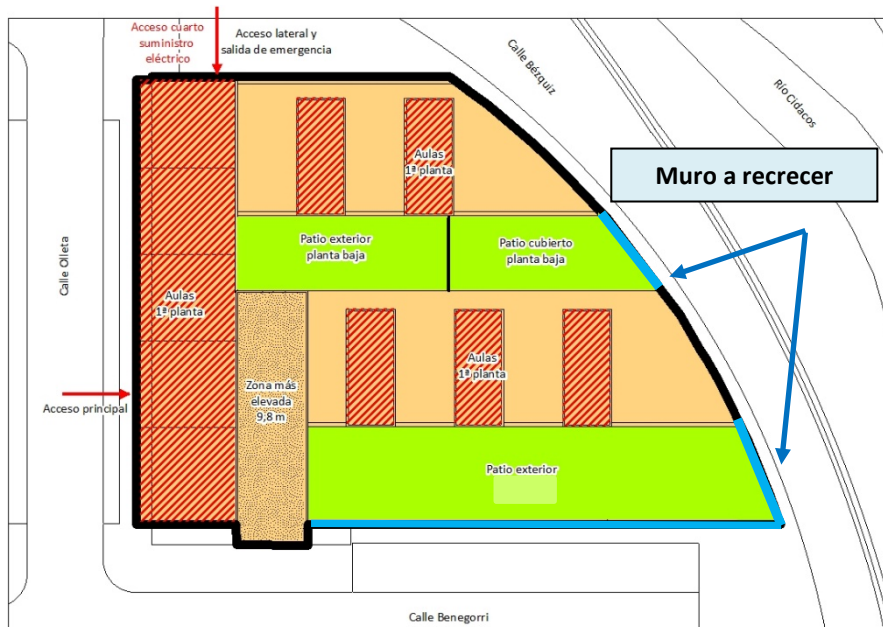 Acceso cuarto
suministro
eléctrico
Acceso lateral y
salida de emergencia
Calle Bézquiz
Río Cidacos
Muro a recrecer
Aulas
1ª planta
Patio exterior
planta baja
Patio cubierto
planta baja
Calle Olleta
Aulas
1ª planta
Zona más
elevada
9,8 m
Aulas
1ª planta
Acceso principal
Patio exterior
Calle Benegorri